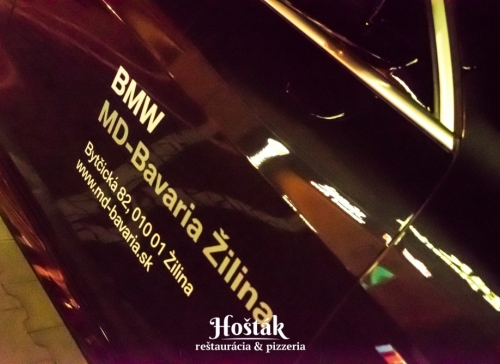 BMW
MD-Bavaria Žilina
Bytčická 82, 010 01 Žilina
www.md-bavaria.sk
Hoštak
reštaurácia & pizzeria